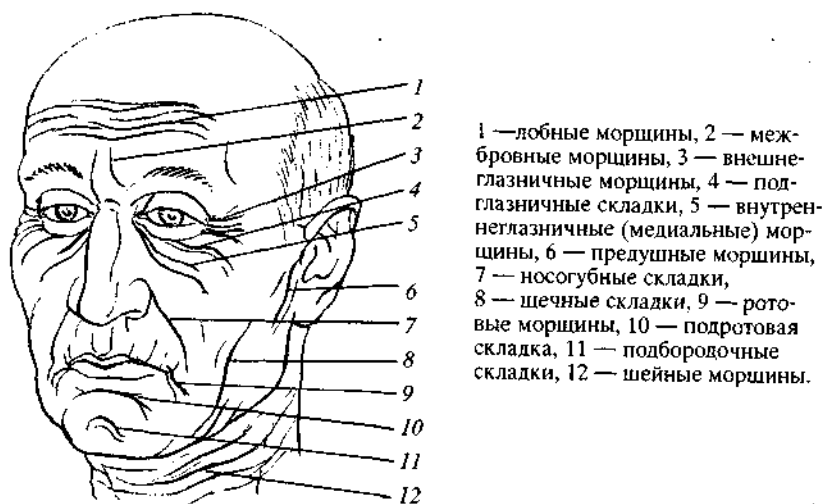 1
2
3
4
5
6
7
8
9
10
11
12
1 —лобные морщины, 2 — меж-
бровные морщины, 3 — внешне-
глазничные морщины, 4 — под-
глазничные складки, 5 — внутрен-
неглазничные (медиальные) мор-
щины, 6 — предушные морщины,
7 — носогубные складки,
8 — щечные складки, 9 — рото-
вые морщины, 10 — подротовая
складка, 11 — подбородочные
складки, 12 — шейные морщины.